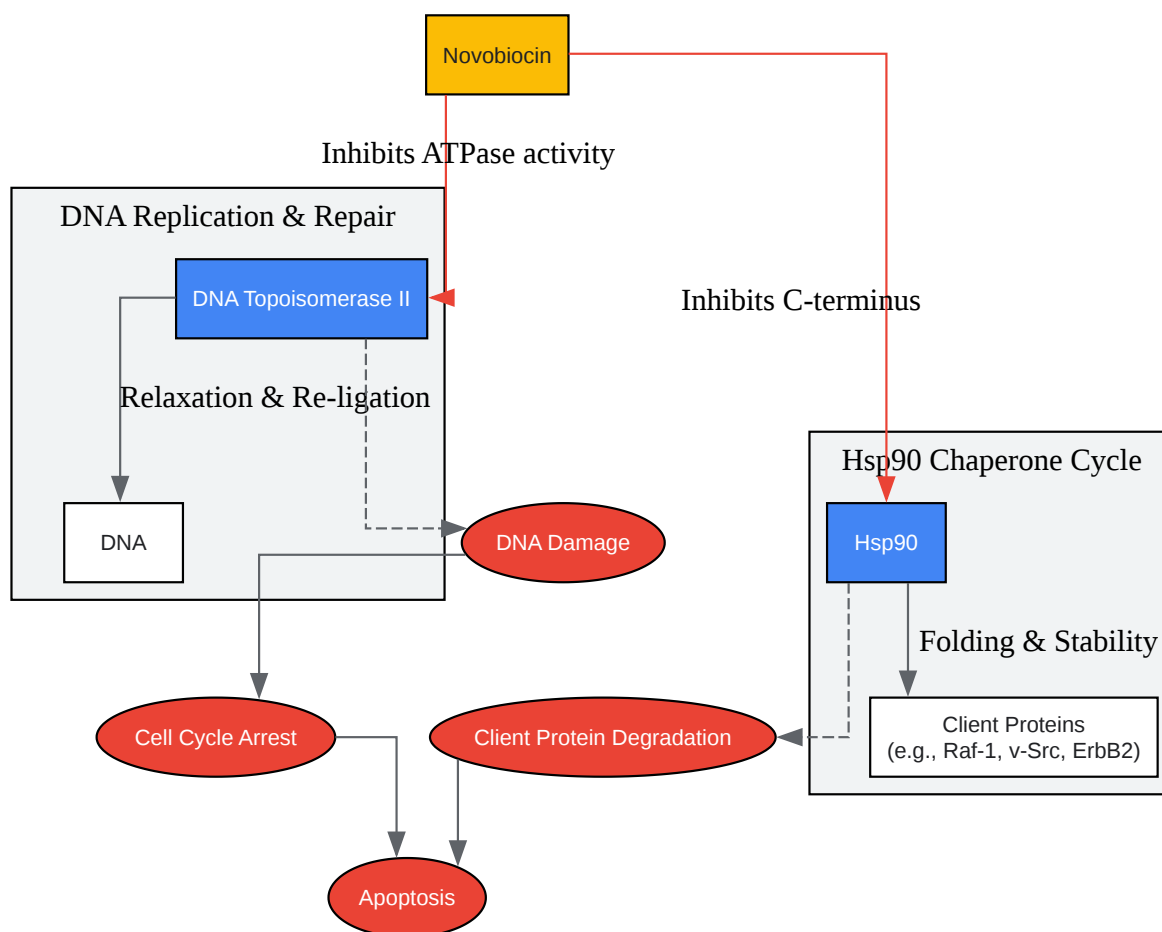 Novobiocin
Inhibits ATPase activity
DNA Replication & Repair
DNA Topoisomerase II
Inhibits C-terminus
Relaxation & Re-ligation
Hsp90 Chaperone Cycle
DNA
DNA Damage
Hsp90
Folding & Stability
Cell Cycle Arrest
Client Protein Degradation
Client Proteins
(e.g., Raf-1, v-Src, ErbB2)
Apoptosis